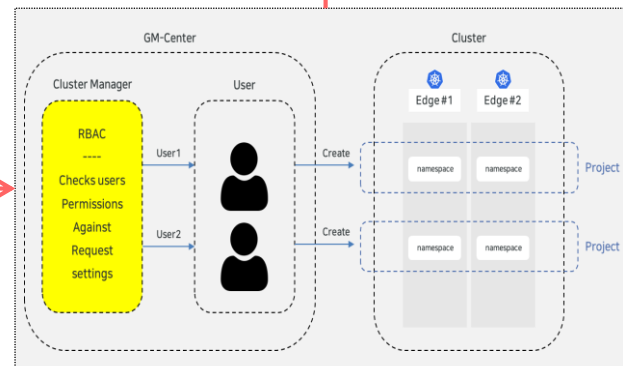 GM-Center
Cluster
Cluster Manager
User
Edge #1
Edge #2
RBAC
----
Checks users
Permissions
Against
Request
settings
User1
User2
Create
Create
namespace
namespace
Project
namespace
namespace
Project